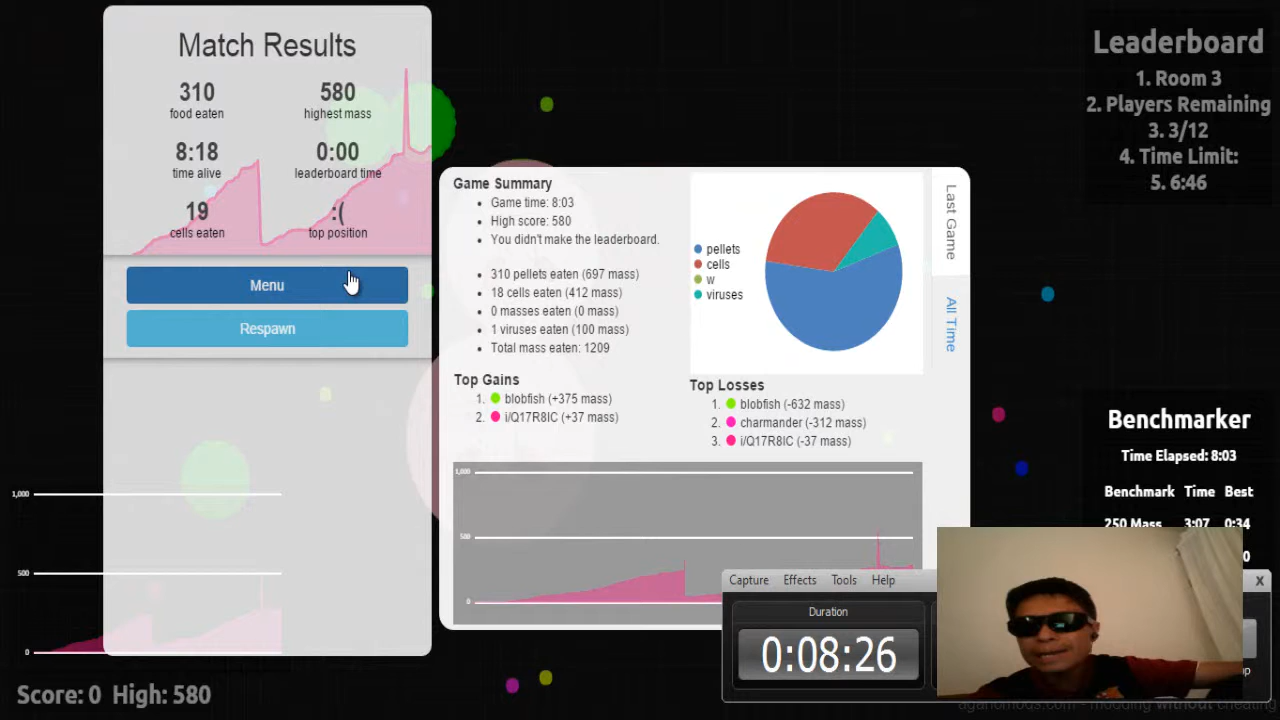 Match Results
310
food eaten
580
highest mass
8:18
time alive
0:00
leaderboard time
19
cells eaten
:(
top position
Menu
Respawn
1,000
500
0
Score: 0 High: 580
Game Summary
Game time: 8:03
High score: 580
You didn't make the leaderboard.
310 pellets eaten (697 mass)
18 cells eaten (412 mass)
0 masses eaten (0 mass)
1 viruses eaten (100 mass)
Total mass eaten: 1209
pellets
cells
w
viruses
Last Game
All Time
Top Gains
1. blobfish (+375 mass)
2. i/Q17R8IC (+37 mass)
Top Losses
1. blobfish (-632 mass)
2. charmander (-312 mass)
3. i/Q17R8IC (-37 mass)
1,000
500
0
Leaderboard
1. Room 3
2. Players Remaining
3. 3/12
4. Time Limit:
5. 6:46
Benchmarker
Time Elapsed: 8:03
Benchmark Time Best
250 Mass 3:07 0:34
Capture Effects Tools Help
X
Duration
0:08:26
agariomods.com - modding without cheating